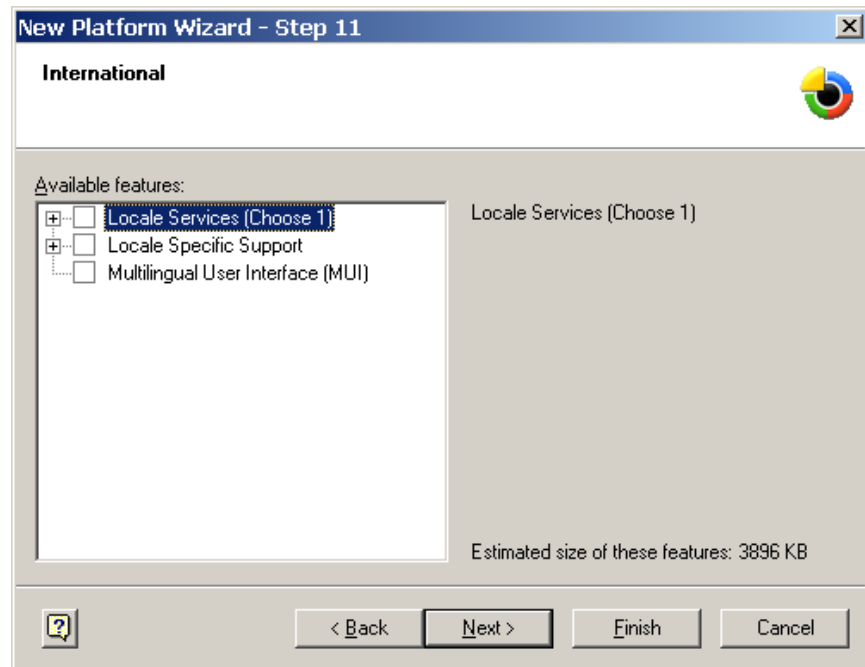 New Platform Wizard - Step 11
International
Available features:
Locale Services (Choose 1)
Locale Specific Support
Multilingual User Interface (MUI)
Locale Services (Choose 1)
Estimated size of these features: 3896 KB
< Back
Next >
Finish
Cancel